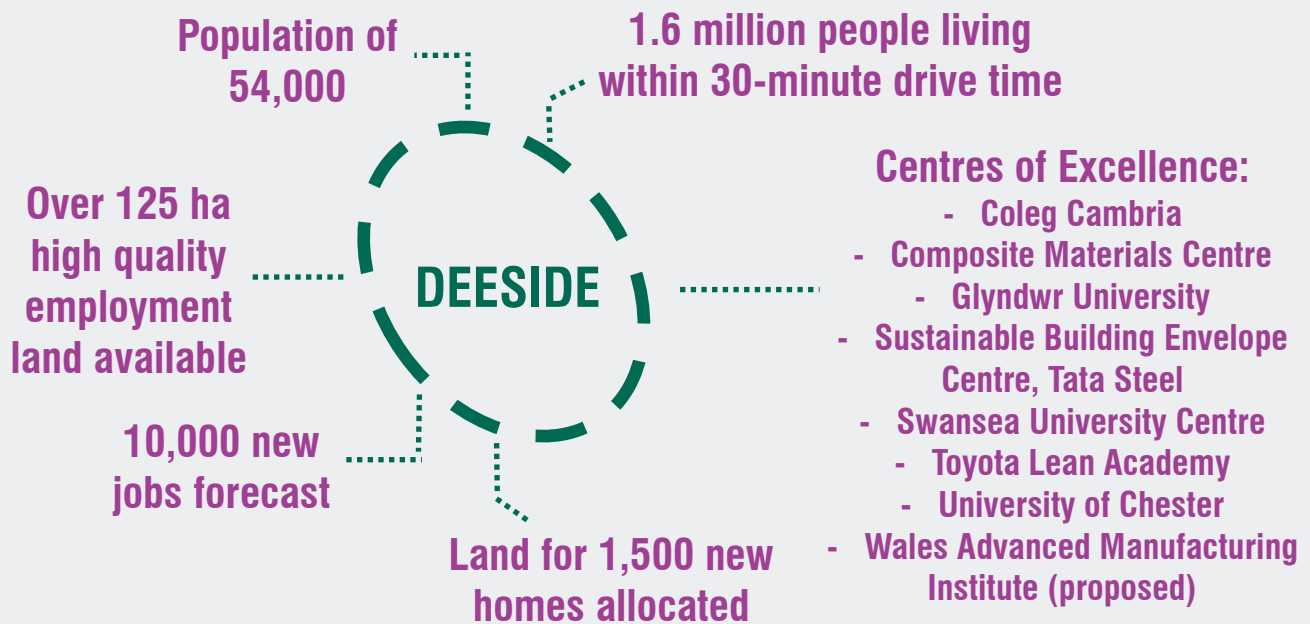 Population of
54,000
1.6 million people living
within 30-minute drive time
Over 125 ha
high quality
employment
land available
DEESIDE
Centres of Excellence:
- Coleg Cambria
- Composite Materials Centre
- Glyndwr University
- Sustainable Building Envelope
Centre, Tata Steel
- Swansea University Centre
- Toyota Lean Academy
- University of Chester
- Wales Advanced Manufacturing
Institute (proposed)
10,000 new
jobs forecast
Land for 1,500 new
homes allocated